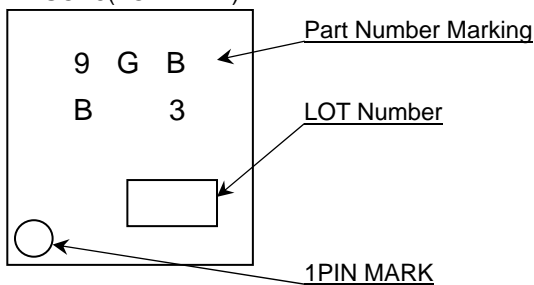 Part Number Marking
9 G B
B 3
LOT Number
1PIN MARK